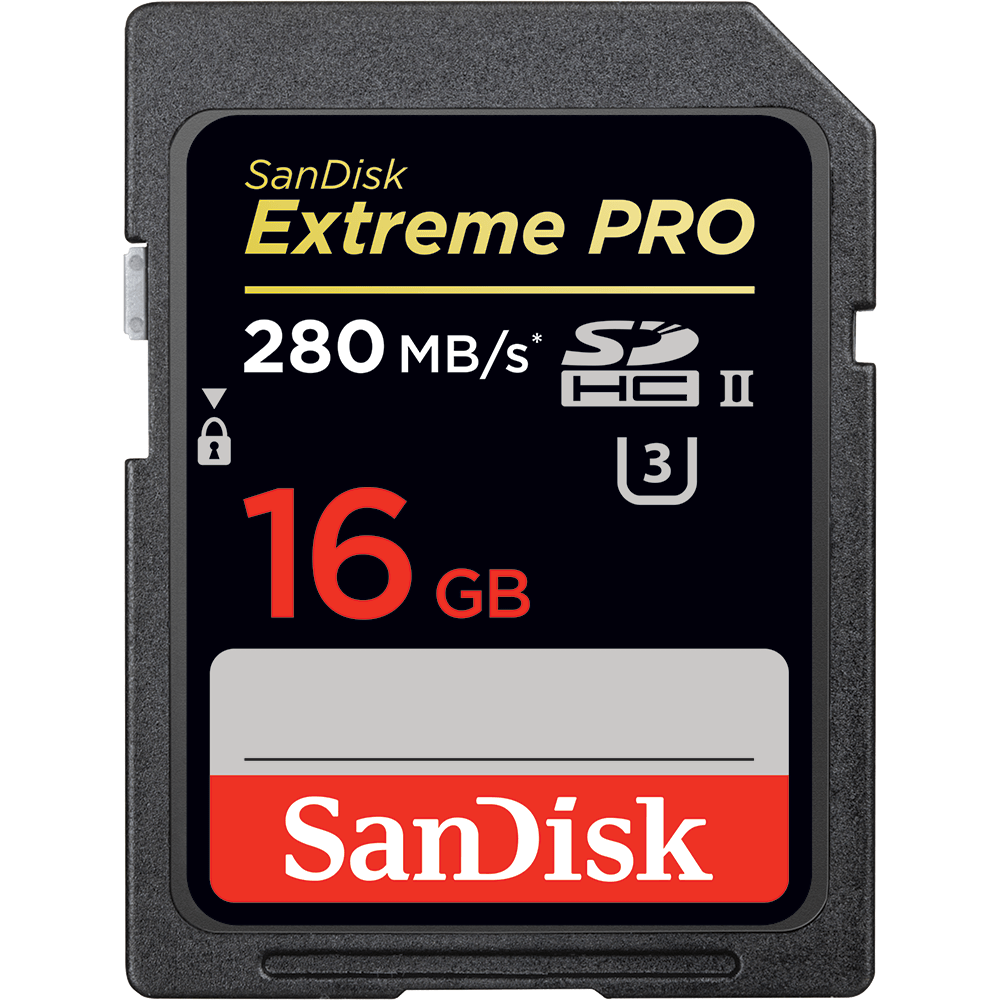 SanDisk
Extreme PRO
280 MB/s*
SD
HC II
3
16 GB
SanDisk